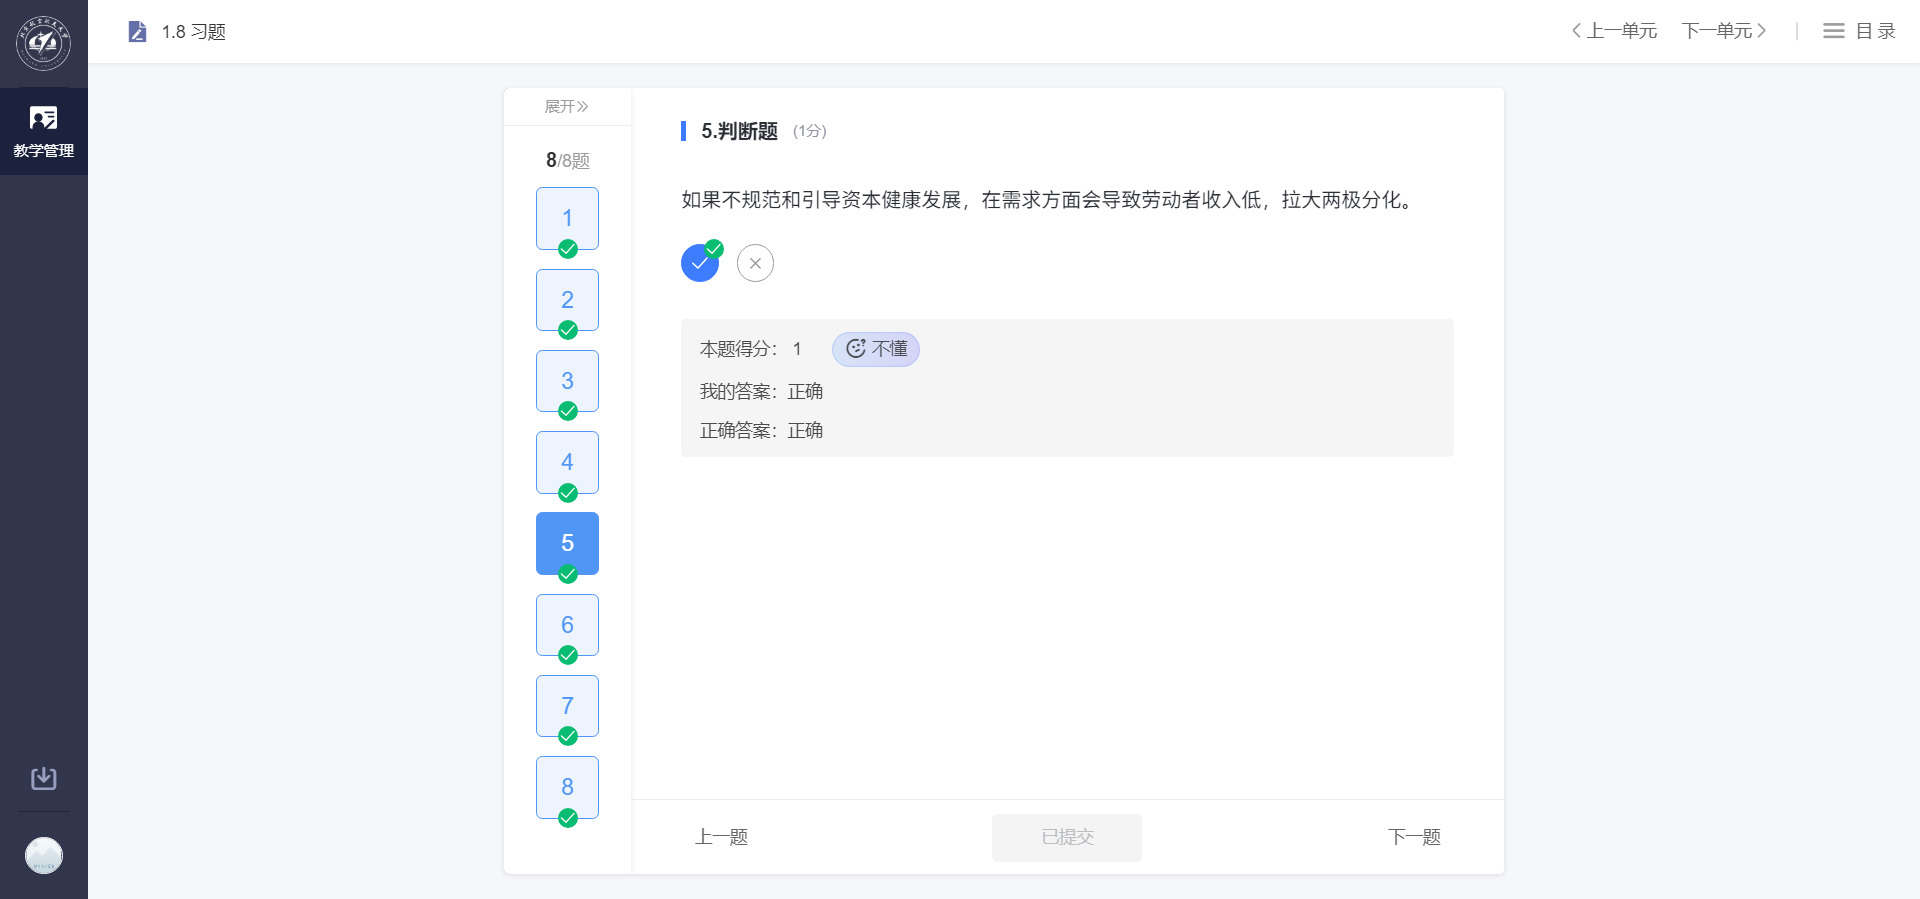 1.8 习题
上一单元 下一单元 目录
教学管理
展开
8/8题
1
2
3
4
5
6
7
8
5.判断题 (1分)
如果不规范和引导资本健康发展，在需求方面会导致劳动者收入低，拉大两极分化。
本题得分： 1 不懂
我的答案：正确
正确答案：正确
上一题 已提交 下一题